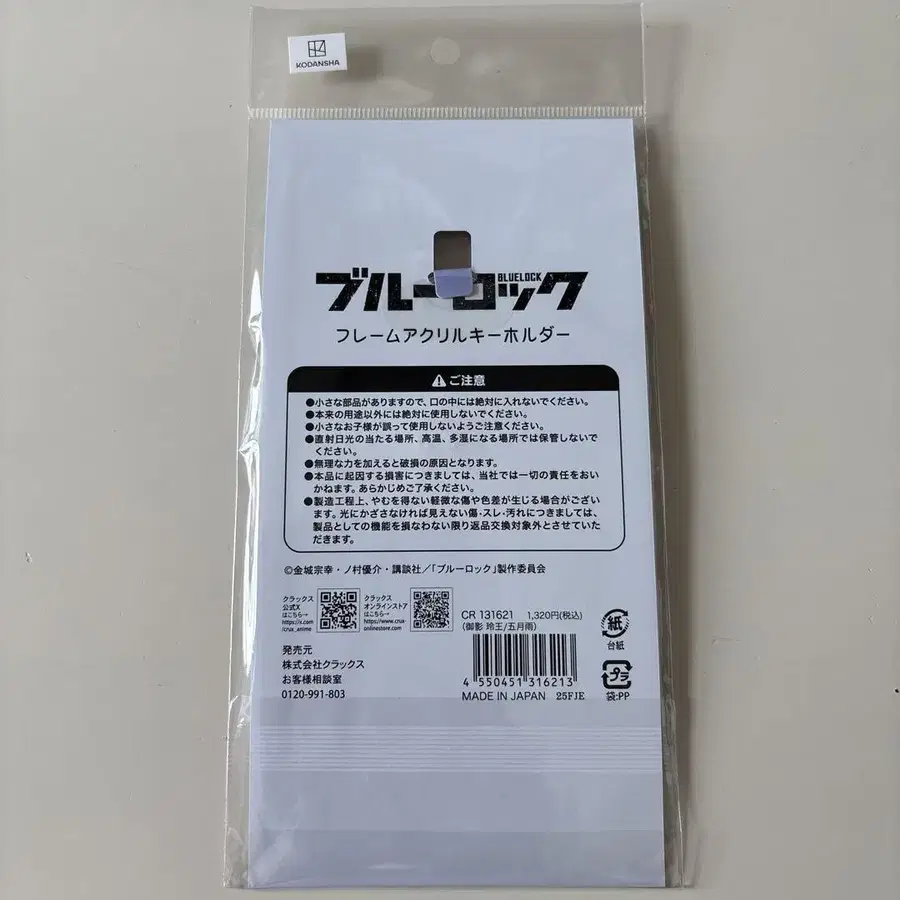 KODANSHA
BLUELOCK
ブルーロック
フレームアクリルキーホルダー
ご注意
●小さな部品がありますので、口の中には絶対に入れないでください。
●本来の用途以外には絶対に使用しないでください。
●小さなお子様が誤って使用しないようご注意ください。
●直射日光の当たる場所、高温、多湿になる場所では保管しないで
ください。
●無理な力を加えると破損の原因となります。
●本品に起因する損害につきましては、当社では一切の責任をおい
かねます。あらかじめご了承ください。
●製造工程上、やむを得ない軽微な傷や色差が生じる場合がござい
ます。光にかざさなければ見えない傷・スレ・汚れにつきましては、
製品としての機能を損なわない限り返品交換対象外とさせていた
だきます。
©金城宗幸・ノ村優介・講談社／「ブルーロック」製作委員会
クラックス
公式X
はこちら→
https://x.com
/crux_anime
クラックス
オンラインストア
はこちら→
https://www.crux-
onlinestore.com
CR 131621 1,320円(税込)
(御影 玲王/五月雨)
4 550451 316213
MADE IN JAPAN 25FJE
紙
台紙
プラ
袋:PP
発売元
株式会社クラックス
お客様相談室
0120-991-803